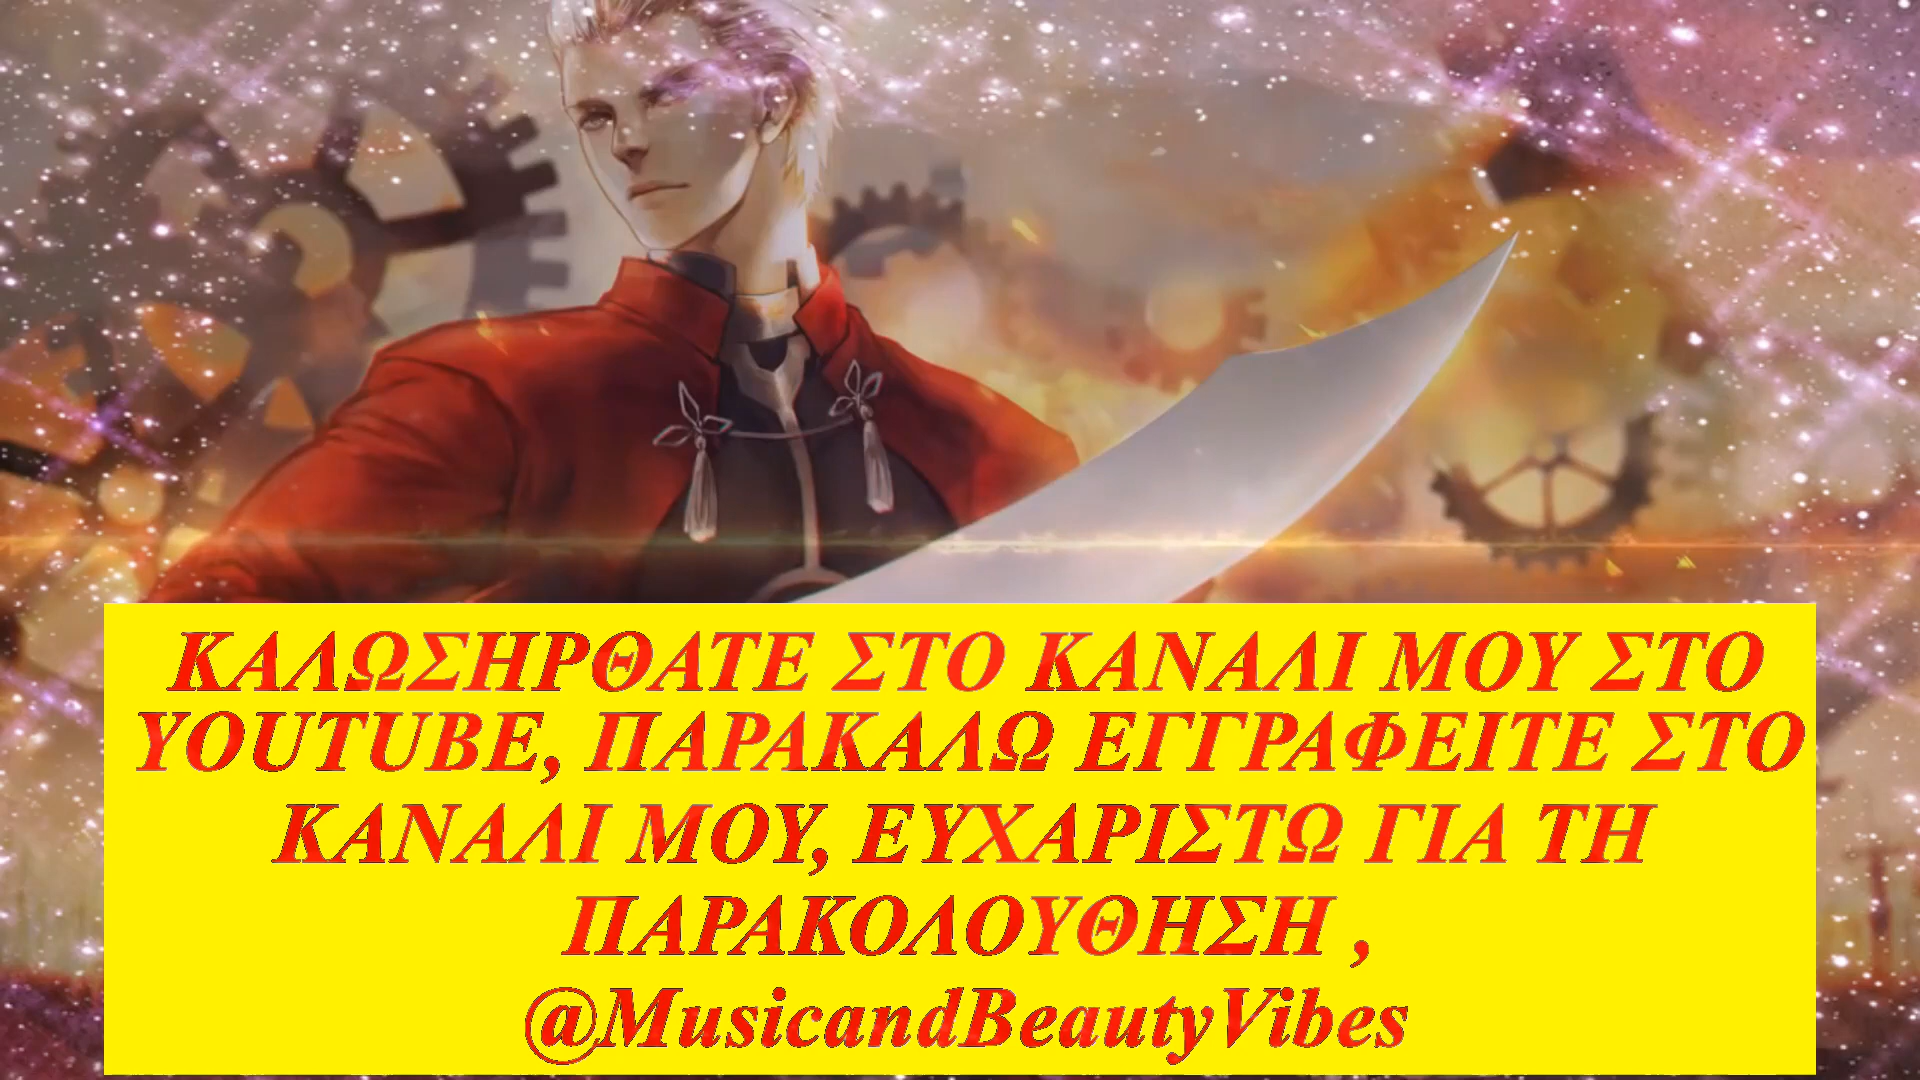 ΚΑΛΩΣΗΡΘΑΤΕ ΣΤΟ ΚΑΝΑΛΙ ΜΟΥ ΣΤΟ
YOUTUBE, ΠΑΡΑΚΑΛΩ ΕΓΓΡΑΦΕΙΤΕ ΣΤΟ
ΚΑΝΑΛΙ ΜΟΥ, ΕΥΧΑΡΙΣΤΩ ΓΙΑ ΤΗ
ΠΑΡΑΚΟΛΟΥΘΗΣΗ ,
@MusicandBeautyVibes